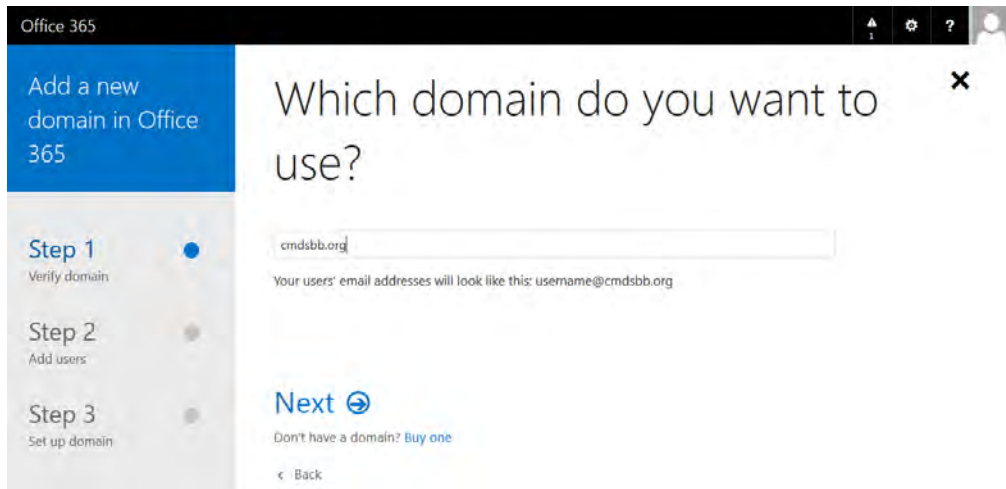 Office 365
1
?
Add a new
domain in Office
365
Which domain do you want to
use?
cmdsbb.org
Your users' email addresses will look like this: username@cmdsbb.org
Step 1
Verify domain
Step 2
Add users
Step 3
Set up domain
Next
Don't have a domain? Buy one
< Back